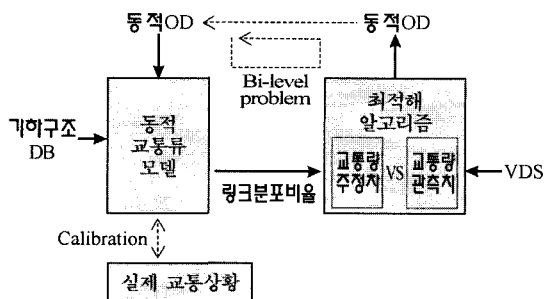 동적OD
동적OD
Bi-level
problem
기하구조
DB
동적
교통류
모델
최적해
알고리즘
교통량
추정치
VS
교통량
관측치
VDS
링크분포비율
Calibration
실제 교통상황